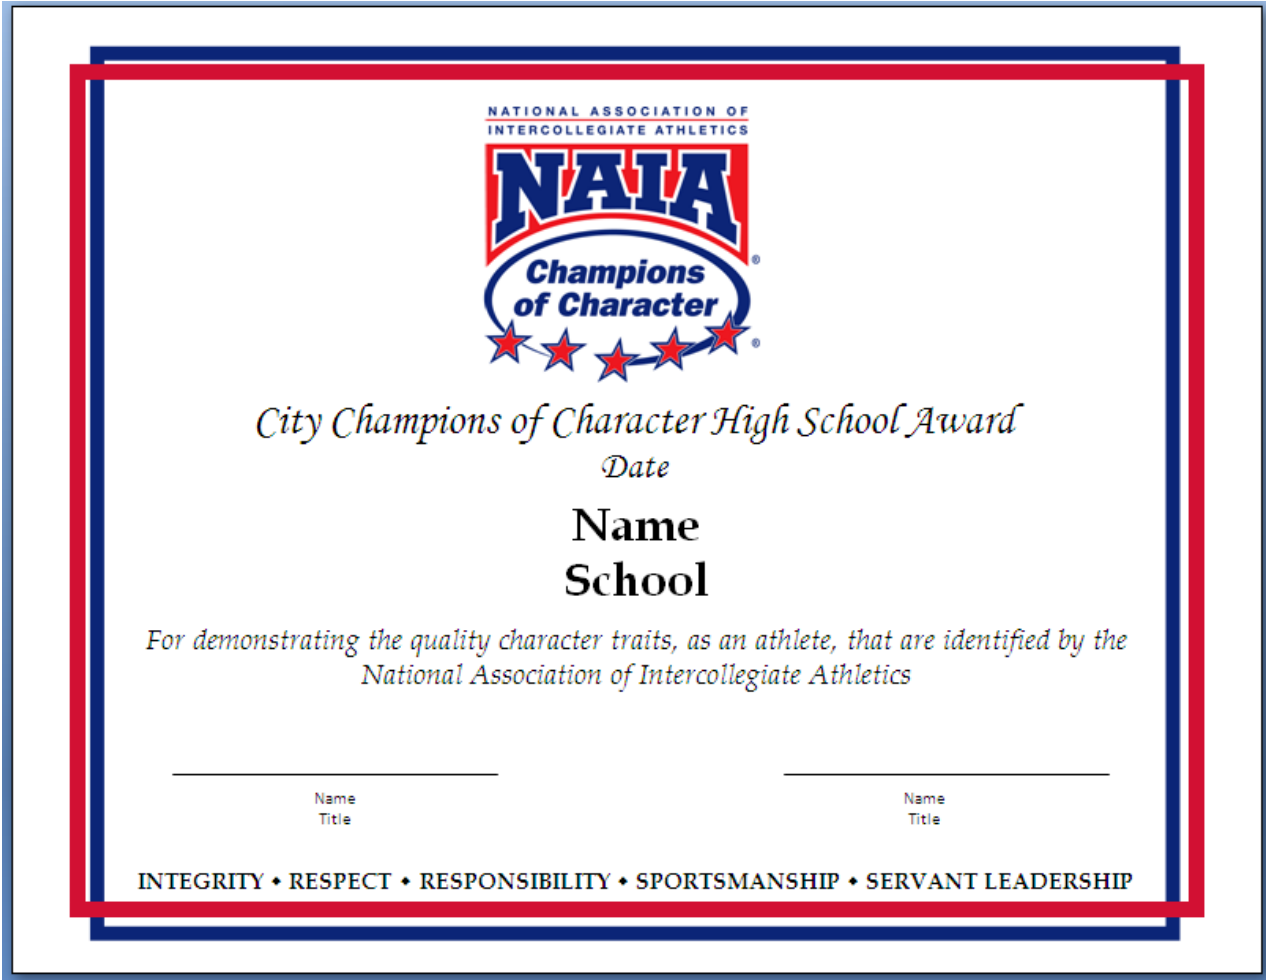 NATIONAL ASSOCIATION OF
INTERCOLLEGIATE ATHLETICS
NAIA
®
Champions
of Character
®
City Champions of Character High School Award
Date
Name
School
For demonstrating the quality character traits, as an athlete, that are identified by the
National Association of Intercollegiate Athletics
Name
Title
Name
Title
INTEGRITY • RESPECT • RESPONSIBILITY • SPORTSMANSHIP • SERVANT LEADERSHIP